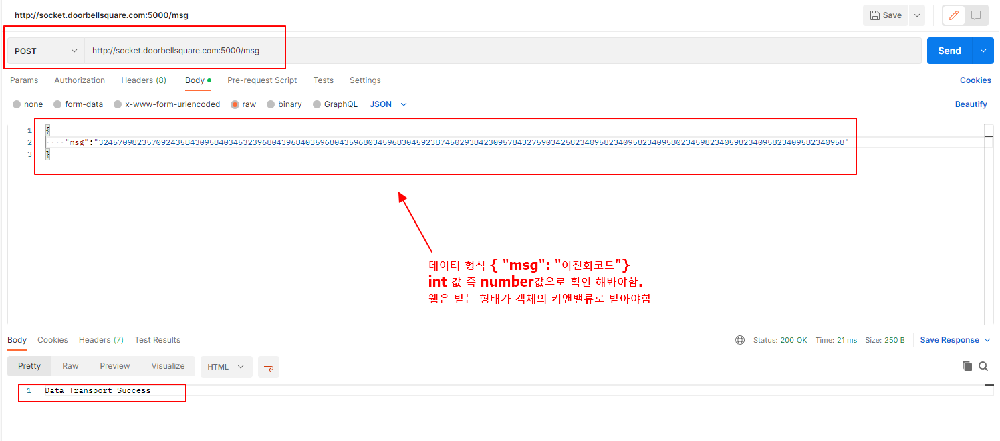 http://socket.doorbellsquare.com:5000/msg
Save
POST
http://socket.doorbellsquare.com:5000/msg
Send
Params Authorization Headers (8) Body Pre-request Script Tests Settings Cookies
none form-data x-www-form-urlencoded raw binary GraphQL JSON Beautify
1 {
2 "msg":"324570982357092435843095840345323968043968403596804359680345968304592387450293842309578432759034258234095823409582340958023459823405982340958234095823409 58"
3 }
데이터 형식 { "msg": "이진화코드"}
int 값 즉 number값으로 확인 해봐야함.
웹은 받는 형태가 객체의 키앤밸류로 받아야함
Body Cookies Headers (7) Test Results Status: 200 OK Time: 21 ms Size: 250 B Save Response
Pretty Raw Preview Visualize HTML
1 Data Transport Success